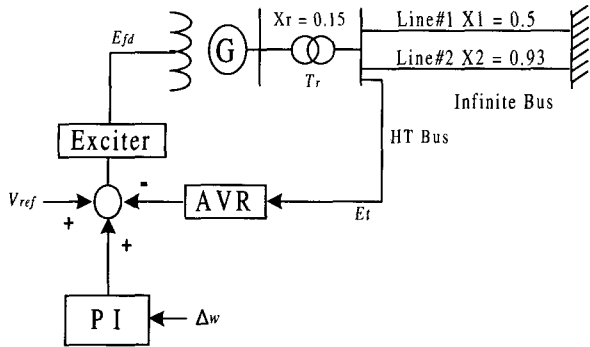 Efd
G
Xr = 0.15
Tr
Line#1 X1 = 0.5
Line#2 X2 = 0.93
Infinite Bus
HT Bus
Exciter
Vref
+
-
+
AVR
Et
PI
Δw